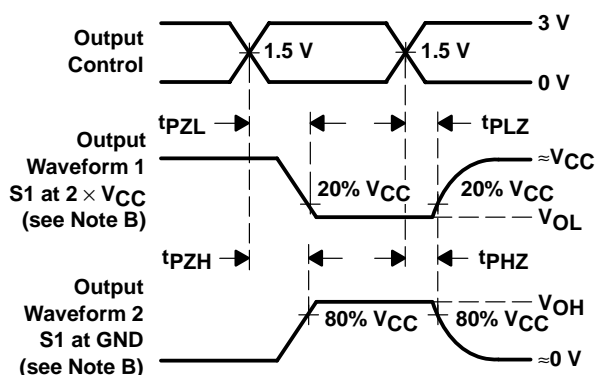 Output
Control
1.5 V
1.5 V
3 V
0 V
tPZL
tPLZ
Output
Waveform 1
S1 at 2 × VCC
(see Note B)
20% VCC
20% VCC
≈VCC
VOL
tPZH
tPHZ
Output
Waveform 2
S1 at GND
(see Note B)
80% VCC
80% VCC
VOH
≈0 V